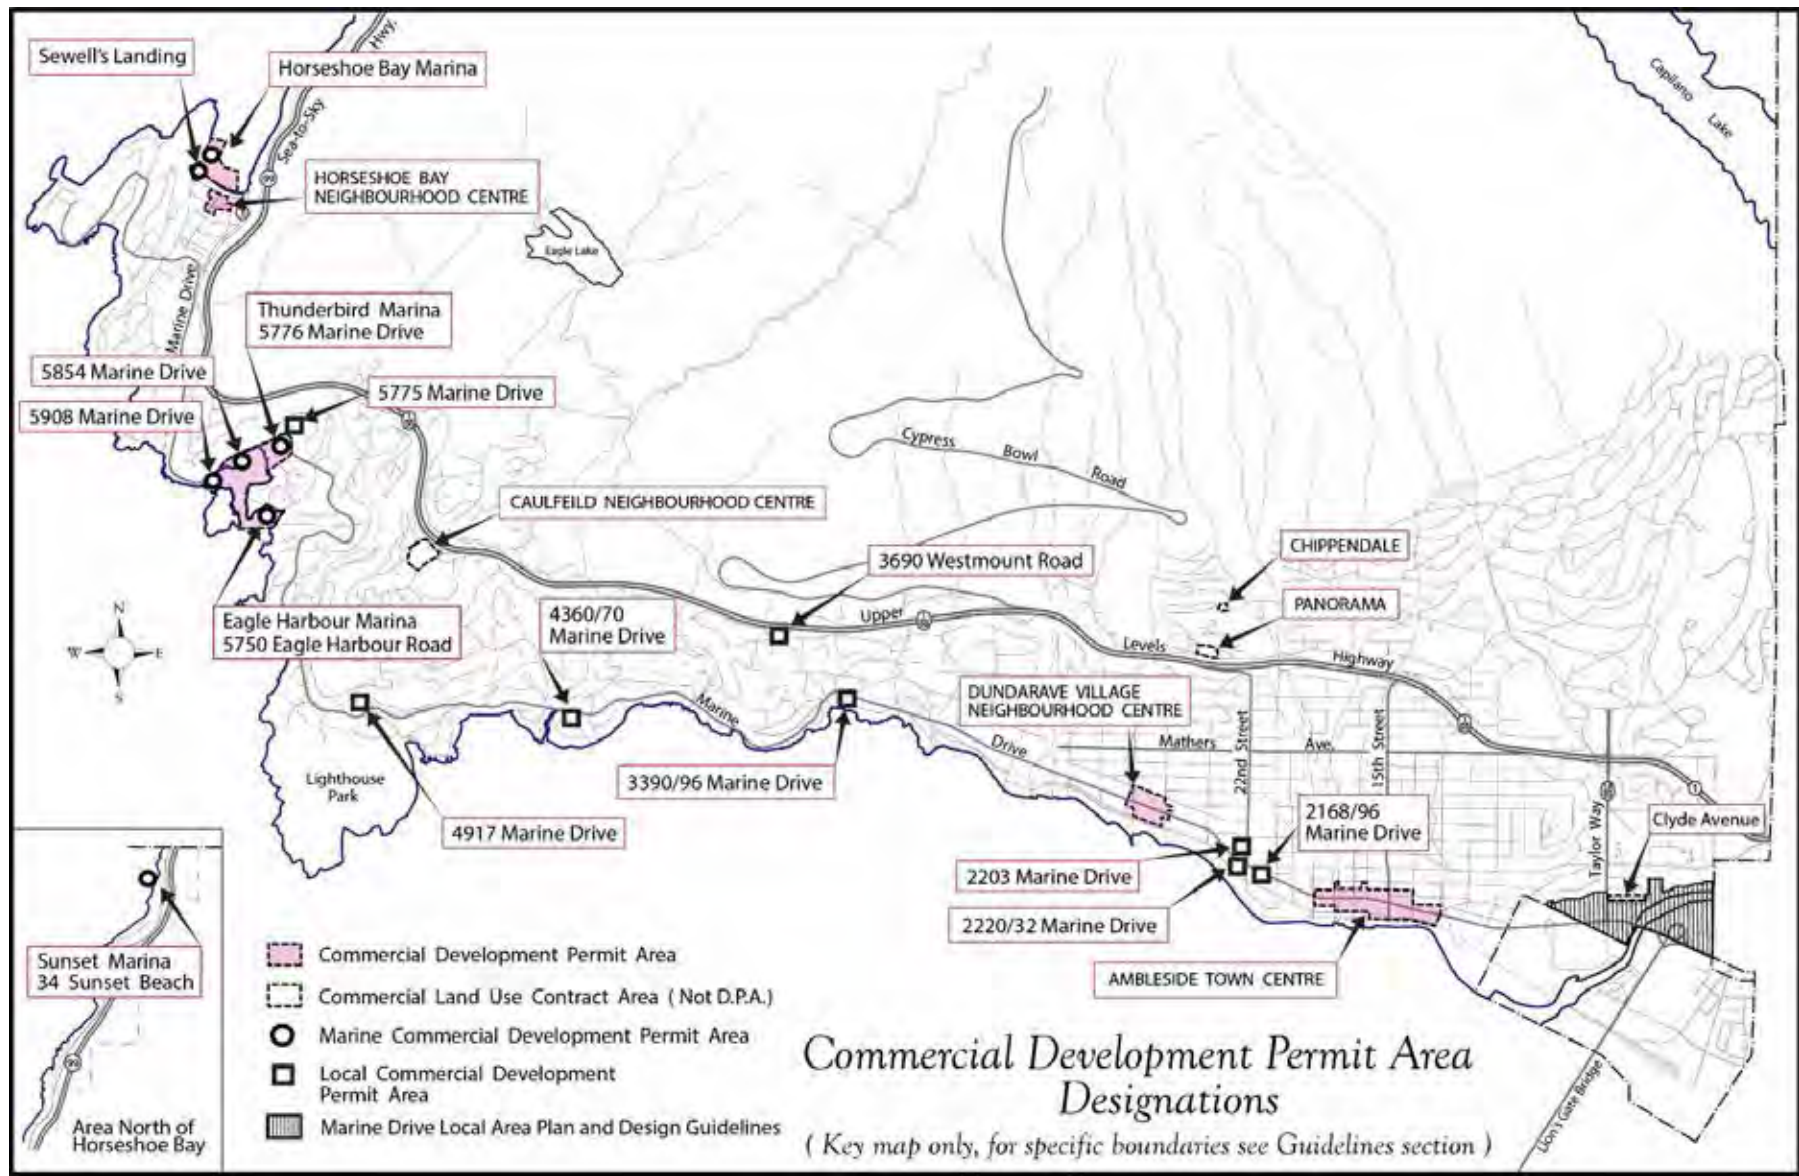 Sewell's Landing
Horseshoe Bay Marina
Hwy.
Sea-to-Sky
99
HORSESHOE BAY
NEIGHBOURHOOD CENTRE
Capilano
Lake
Eagle Lake
Marine Drive
Thunderbird Marina
5776 Marine Drive
5854 Marine Drive
5775 Marine Drive
5908 Marine Drive
Cypress
Bowl
Road
CAULFEILD NEIGHBOURHOOD CENTRE
3690 Westmount Road
CHIPPENDALE
PANORAMA
N
W
E
S
Eagle Harbour Marina
5750 Eagle Harbour Road
4360/70
Marine Drive
Upper
Levels
Highway
DUNDARAVE VILLAGE
NEIGHBOURHOOD CENTRE
Marine
Drive
Mathers
Ave.
22nd Street
15th Street
Lighthouse
Park
3390/96 Marine Drive
4917 Marine Drive
2168/96
Marine Drive
Taylor Way
1
Clyde Avenue
2203 Marine Drive
2220/32 Marine Drive
AMBLESIDE TOWN CENTRE
Lion's Gate Bridge
Sunset Marina
34 Sunset Beach
99
Area North of
Horseshoe Bay
Commercial Development Permit Area
Commercial Land Use Contract Area ( Not D.P.A.)
Marine Commercial Development Permit Area
Local Commercial Development
Permit Area
Marine Drive Local Area Plan and Design Guidelines
Commercial Development Permit Area
Designations
( Key map only, for specific boundaries see Guidelines section )